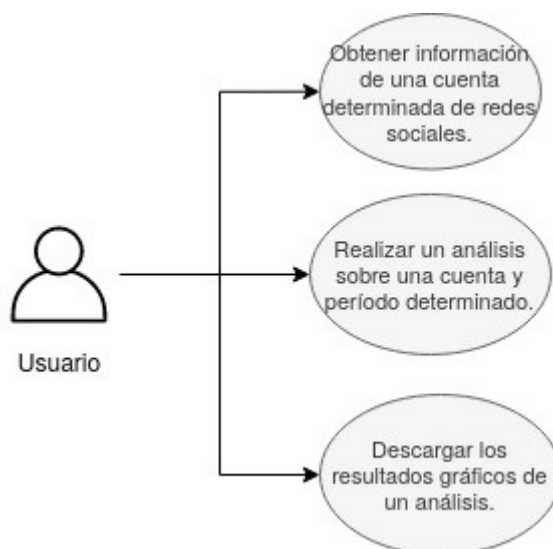 Obtener información
de una cuenta
determinada de redes
sociales.
Realizar un análisis
sobre una cuenta y
período determinado.
Usuario
Descargar los
resultados gráficos de
un análisis.